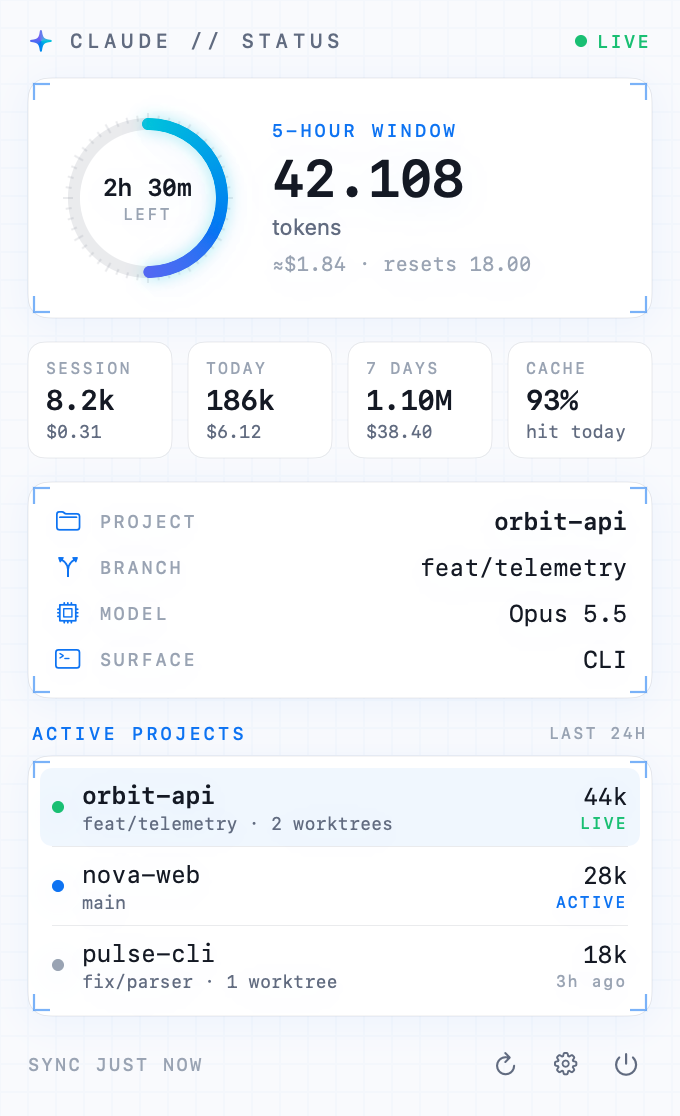 CLAUDE // STATUS
LIVE
2h 30m
LEFT
5-HOUR WINDOW
42.108
tokens
≈$1.84 · resets 18.00
SESSION
8.2k
$0.31
TODAY
186k
$6.12
7 DAYS
1.10M
$38.40
CACHE
93%
hit today
PROJECT orbit-api
BRANCH feat/telemetry
MODEL Opus 5.5
SURFACE CLI
ACTIVE PROJECTS LAST 24H
orbit-api 44k
feat/telemetry · 2 worktrees LIVE
nova-web 28k
main ACTIVE
pulse-cli 18k
fix/parser · 1 worktree 3h ago
SYNC JUST NOW